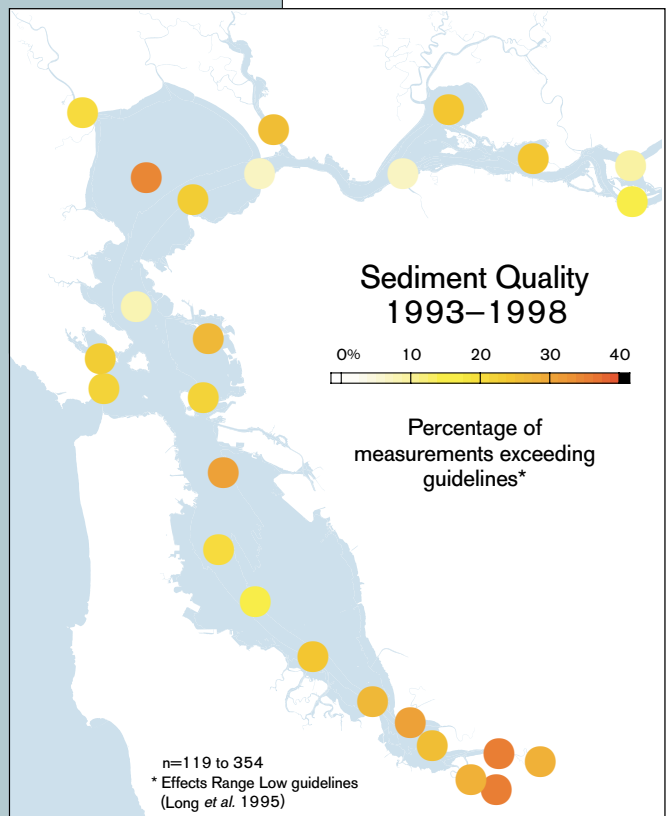 Sediment Quality
1993–1998
0% 10 20 30 40
Percentage of
measurements exceeding
guidelines*
n=119 to 354
* Effects Range Low guidelines
(Long et al. 1995)